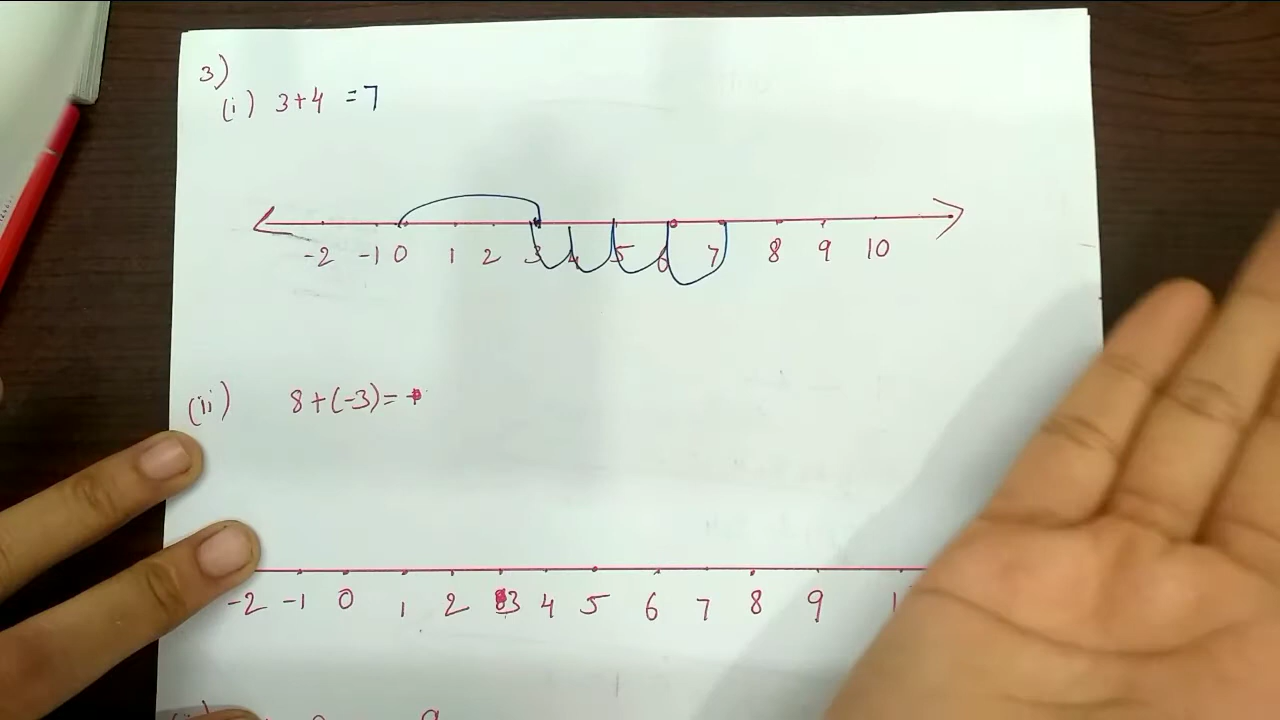 3)
(i) 3+4 =7
-2 -1 0 1 2 3 4 5 6 7 8 9 10
(ii) 8+(-3)=
-2 -1 0 1 2 3 4 5 6 7 8 9